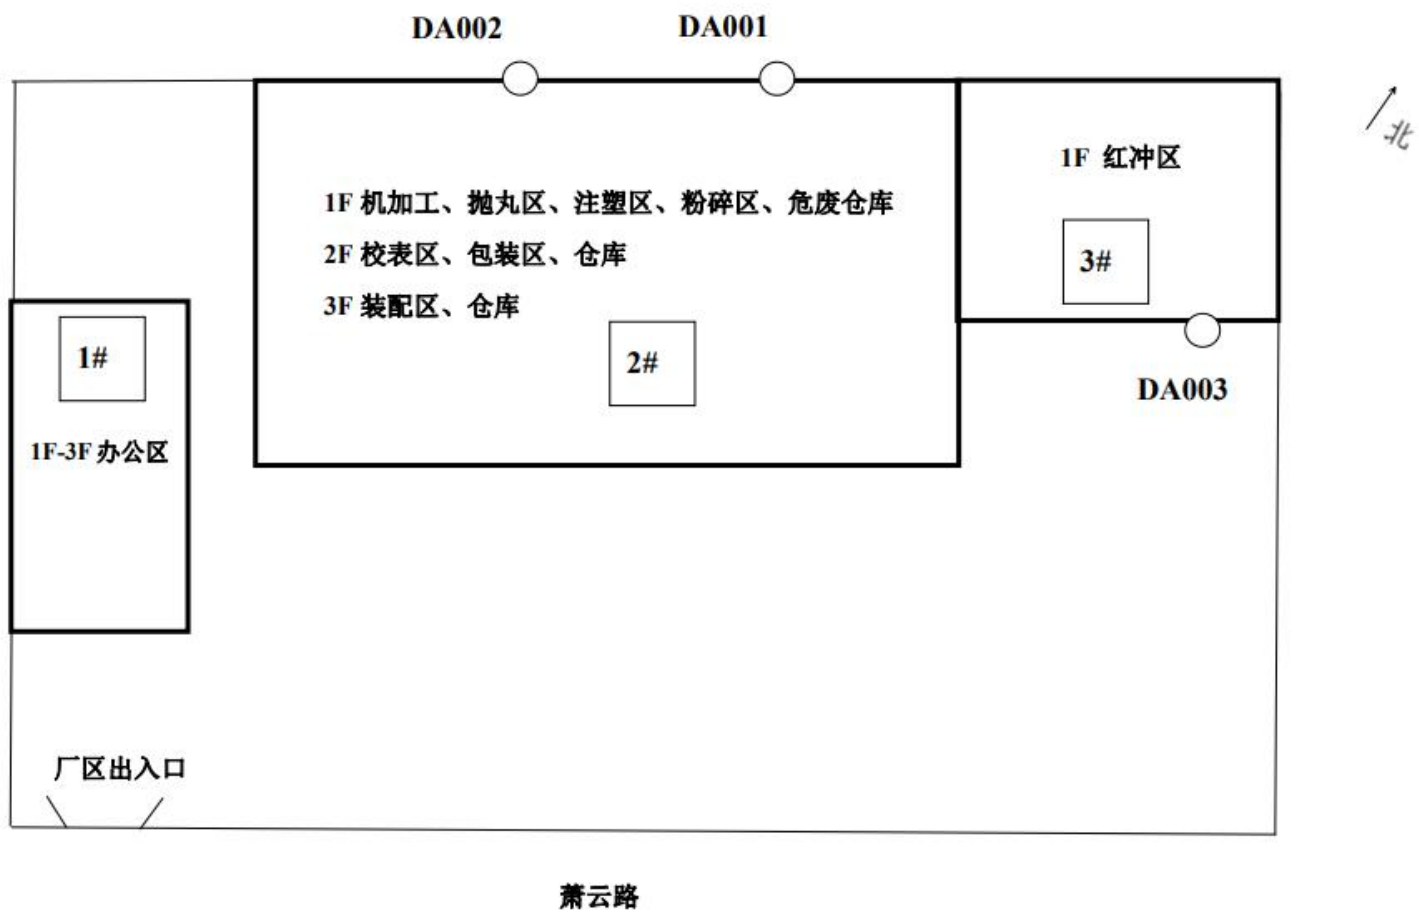 DA002
DA001
北
1F 红冲区
1F 机加工、抛丸区、注塑区、粉碎区、危废仓库
2F 校表区、包装区、仓库
3F 装配区、仓库
3#
1#
2#
DA003
1F-3F 办公区
厂区出入口
萧云路